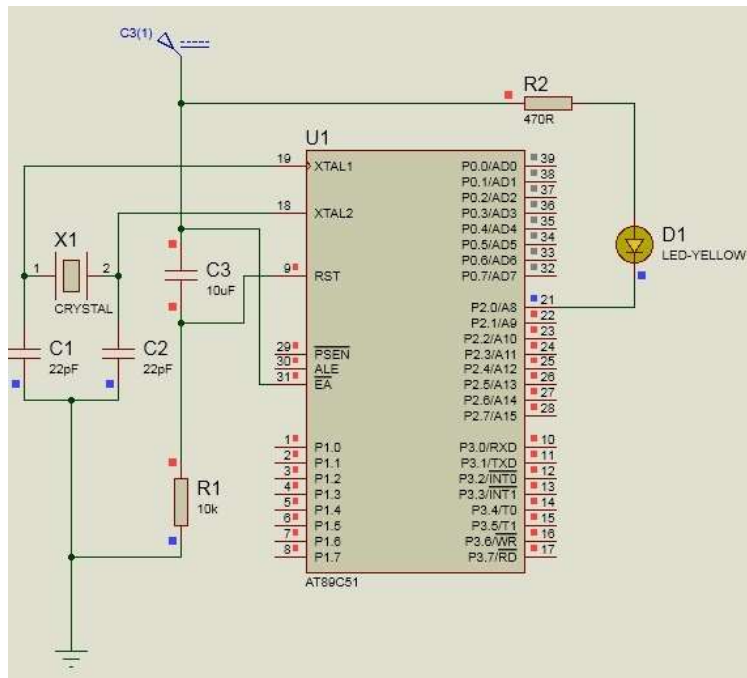 C3(1)
R2
470R
U1
19
XTAL1
18
XTAL2
X1
1
2
CRYSTAL
C3
10uF
9
RST
C1
22pF
C2
22pF
29
PSEN
30
ALE
31
EA
R1
10k
1
P1.0
2
P1.1
3
P1.2
4
P1.3
5
P1.4
6
P1.5
7
P1.6
8
P1.7
P0.0/AD0
39
P0.1/AD1
38
P0.2/AD2
37
P0.3/AD3
36
P0.4/AD4
35
P0.5/AD5
34
P0.6/AD6
33
P0.7/AD7
32
P2.0/A8
21
P2.1/A9
22
P2.2/A10
23
P2.3/A11
24
P2.4/A12
25
P2.5/A13
26
P2.6/A14
27
P2.7/A15
28
P3.0/RXD
10
P3.1/TXD
11
P3.2/INT0
12
P3.3/INT1
13
P3.4/T0
14
P3.5/T1
15
P3.6/WR
16
P3.7/RD
17
AT89C51
D1
LED-YELLOW